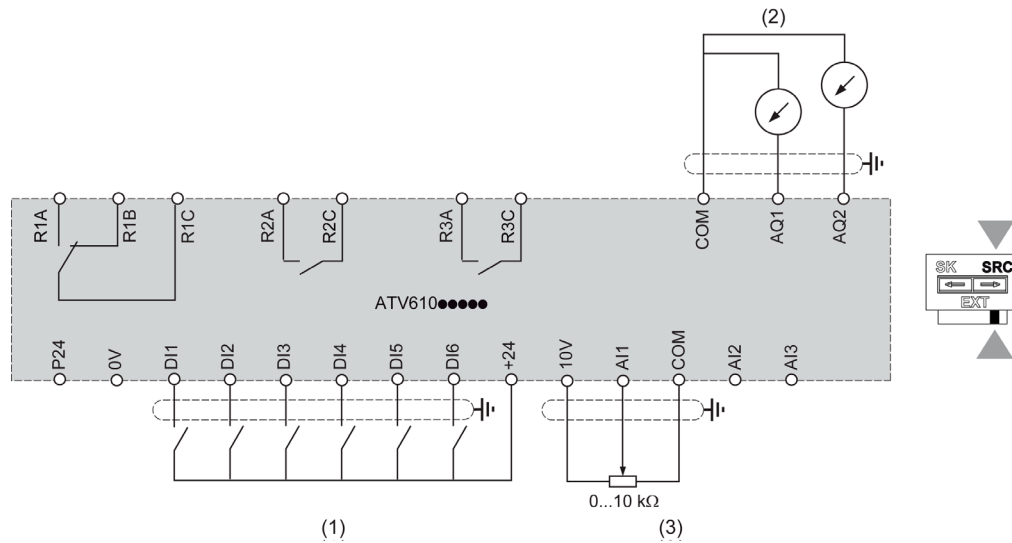 (2)
R1A
R1B
R1C
R2A
R2C
R3A
R3C
COM
AQ1
AQ2
SK SRC
EXT
ATV610●●●●●
P24
0V
DI1
DI2
DI3
DI4
DI5
DI6
+24
10V
AI1
COM
AI2
AI3
0...10 kΩ
(1)
(3)